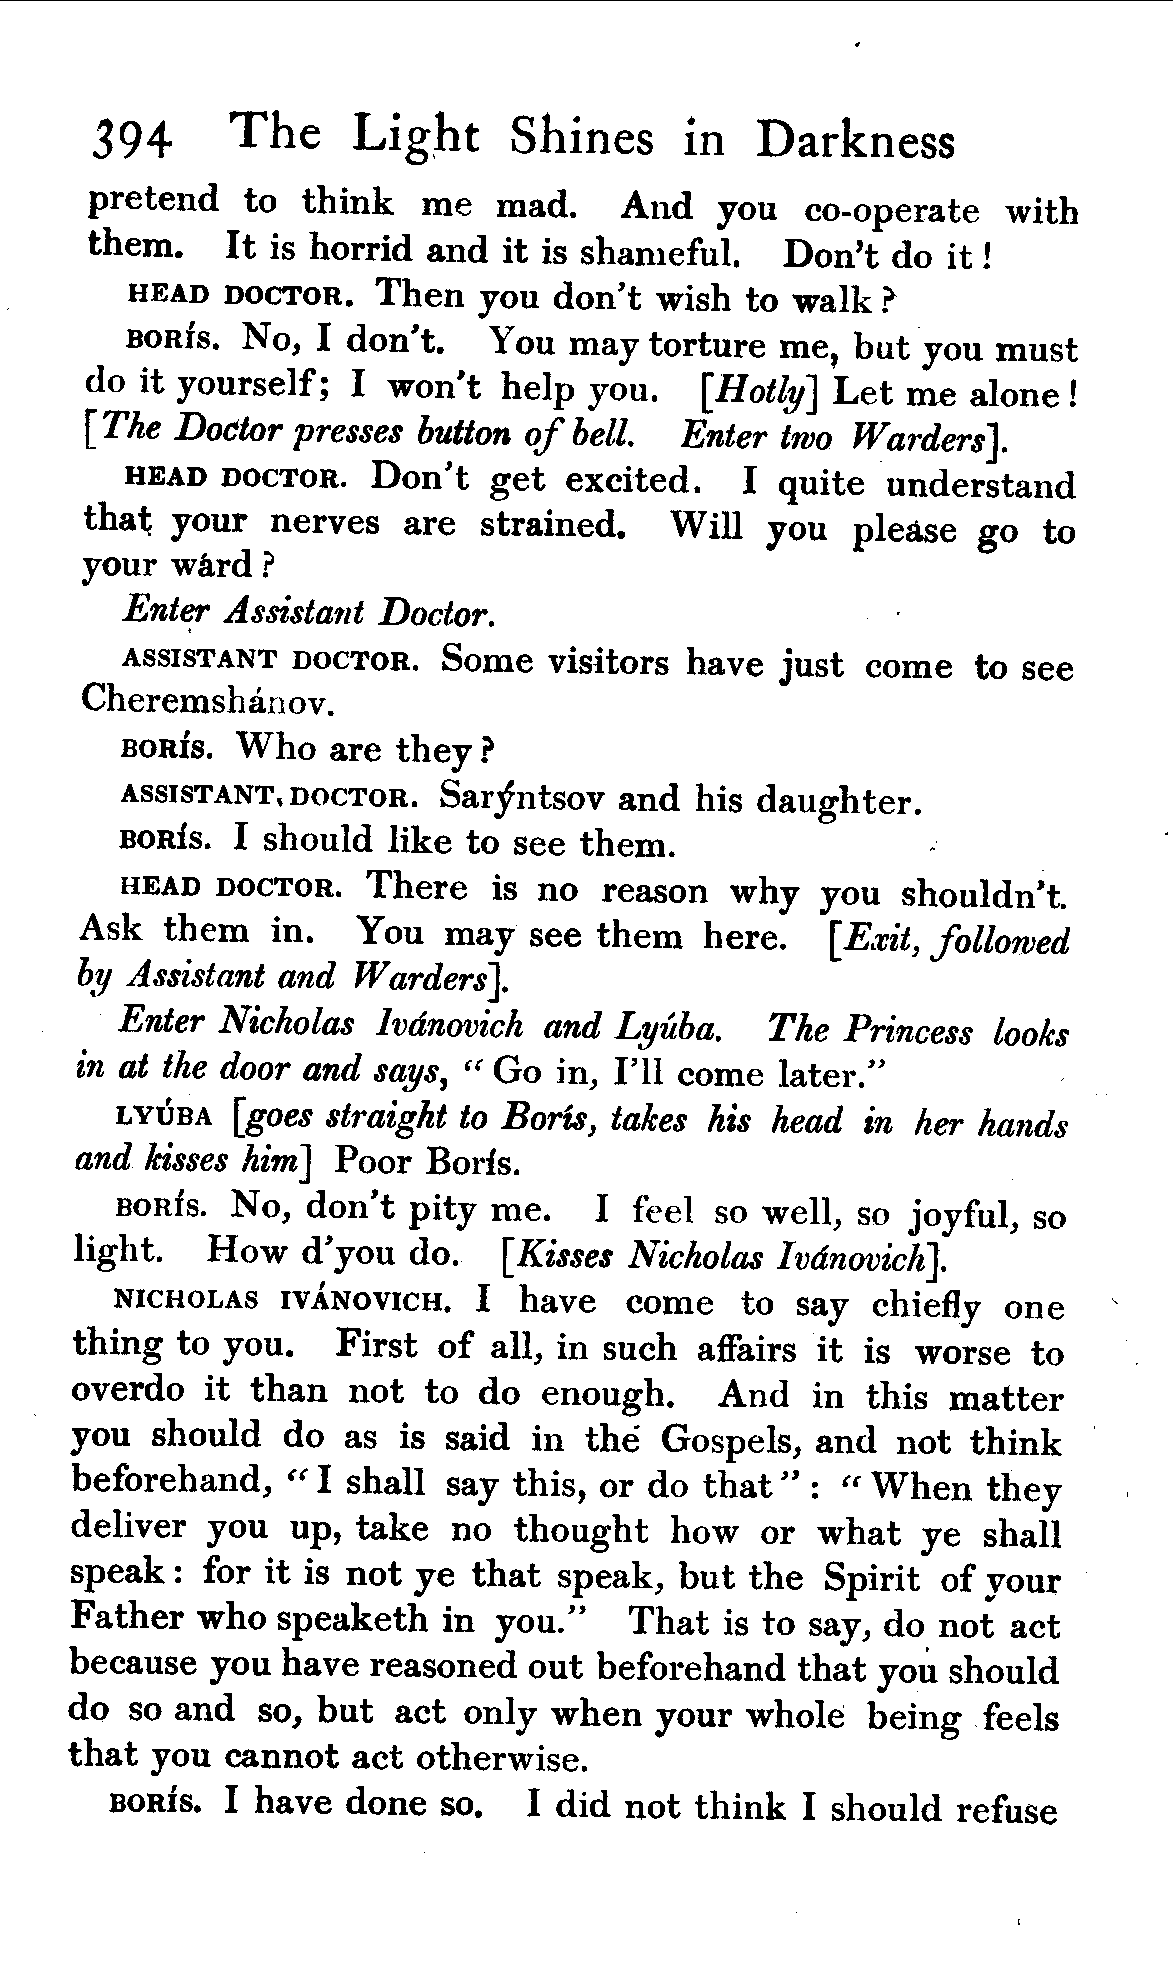 394 The Light Shines in Darkness
pretend to think me mad. And you co-operate with
them. It is horrid and it is shameful. Don't do it!
HEAD DOCTOR. Then you don't wish to walk?
BORÍS. No, I don't. You may torture me, but you must
do it yourself; I won't help you. [Hotly] Let me alone!
[The Doctor presses button of bell. Enter two Warders].
HEAD DOCTOR. Don't get excited. I quite understand
that your nerves are strained. Will you please go to
your ward?
Enter Assistant Doctor.
ASSISTANT DOCTOR. Some visitors have just come to see
Cheremshánov.
BORÍS. Who are they?
ASSISTANT DOCTOR. Sarýntsov and his daughter.
BORÍS. I should like to see them.
HEAD DOCTOR. There is no reason why you shouldn't.
Ask them in. You may see them here. [Exit, followed
by Assistant and Warders].
Enter Nicholas Ivánovich and Lyúba. The Princess looks
in at the door and says, "Go in, I'll come later."
LYÚBA [goes straight to Borís, takes his head in her hands
and kisses him] Poor Borís.
BORÍS. No, don't pity me. I feel so well, so joyful, so
light. How d'you do. [Kisses Nicholas Ivánovich].
NICHOLAS IVÁNOVICH. I have come to say chiefly one
thing to you. First of all, in such affairs it is worse to
overdo it than not to do enough. And in this matter
you should do as is said in the Gospels, and not think
beforehand, "I shall say this, or do that": "When they
deliver you up, take no thought how or what ye shall
speak: for it is not ye that speak, but the Spirit of your
Father who speaketh in you." That is to say, do not act
because you have reasoned out beforehand that you should
do so and so, but act only when your whole being feels
that you cannot act otherwise.
BORÍS. I have done so. I did not think I should refuse